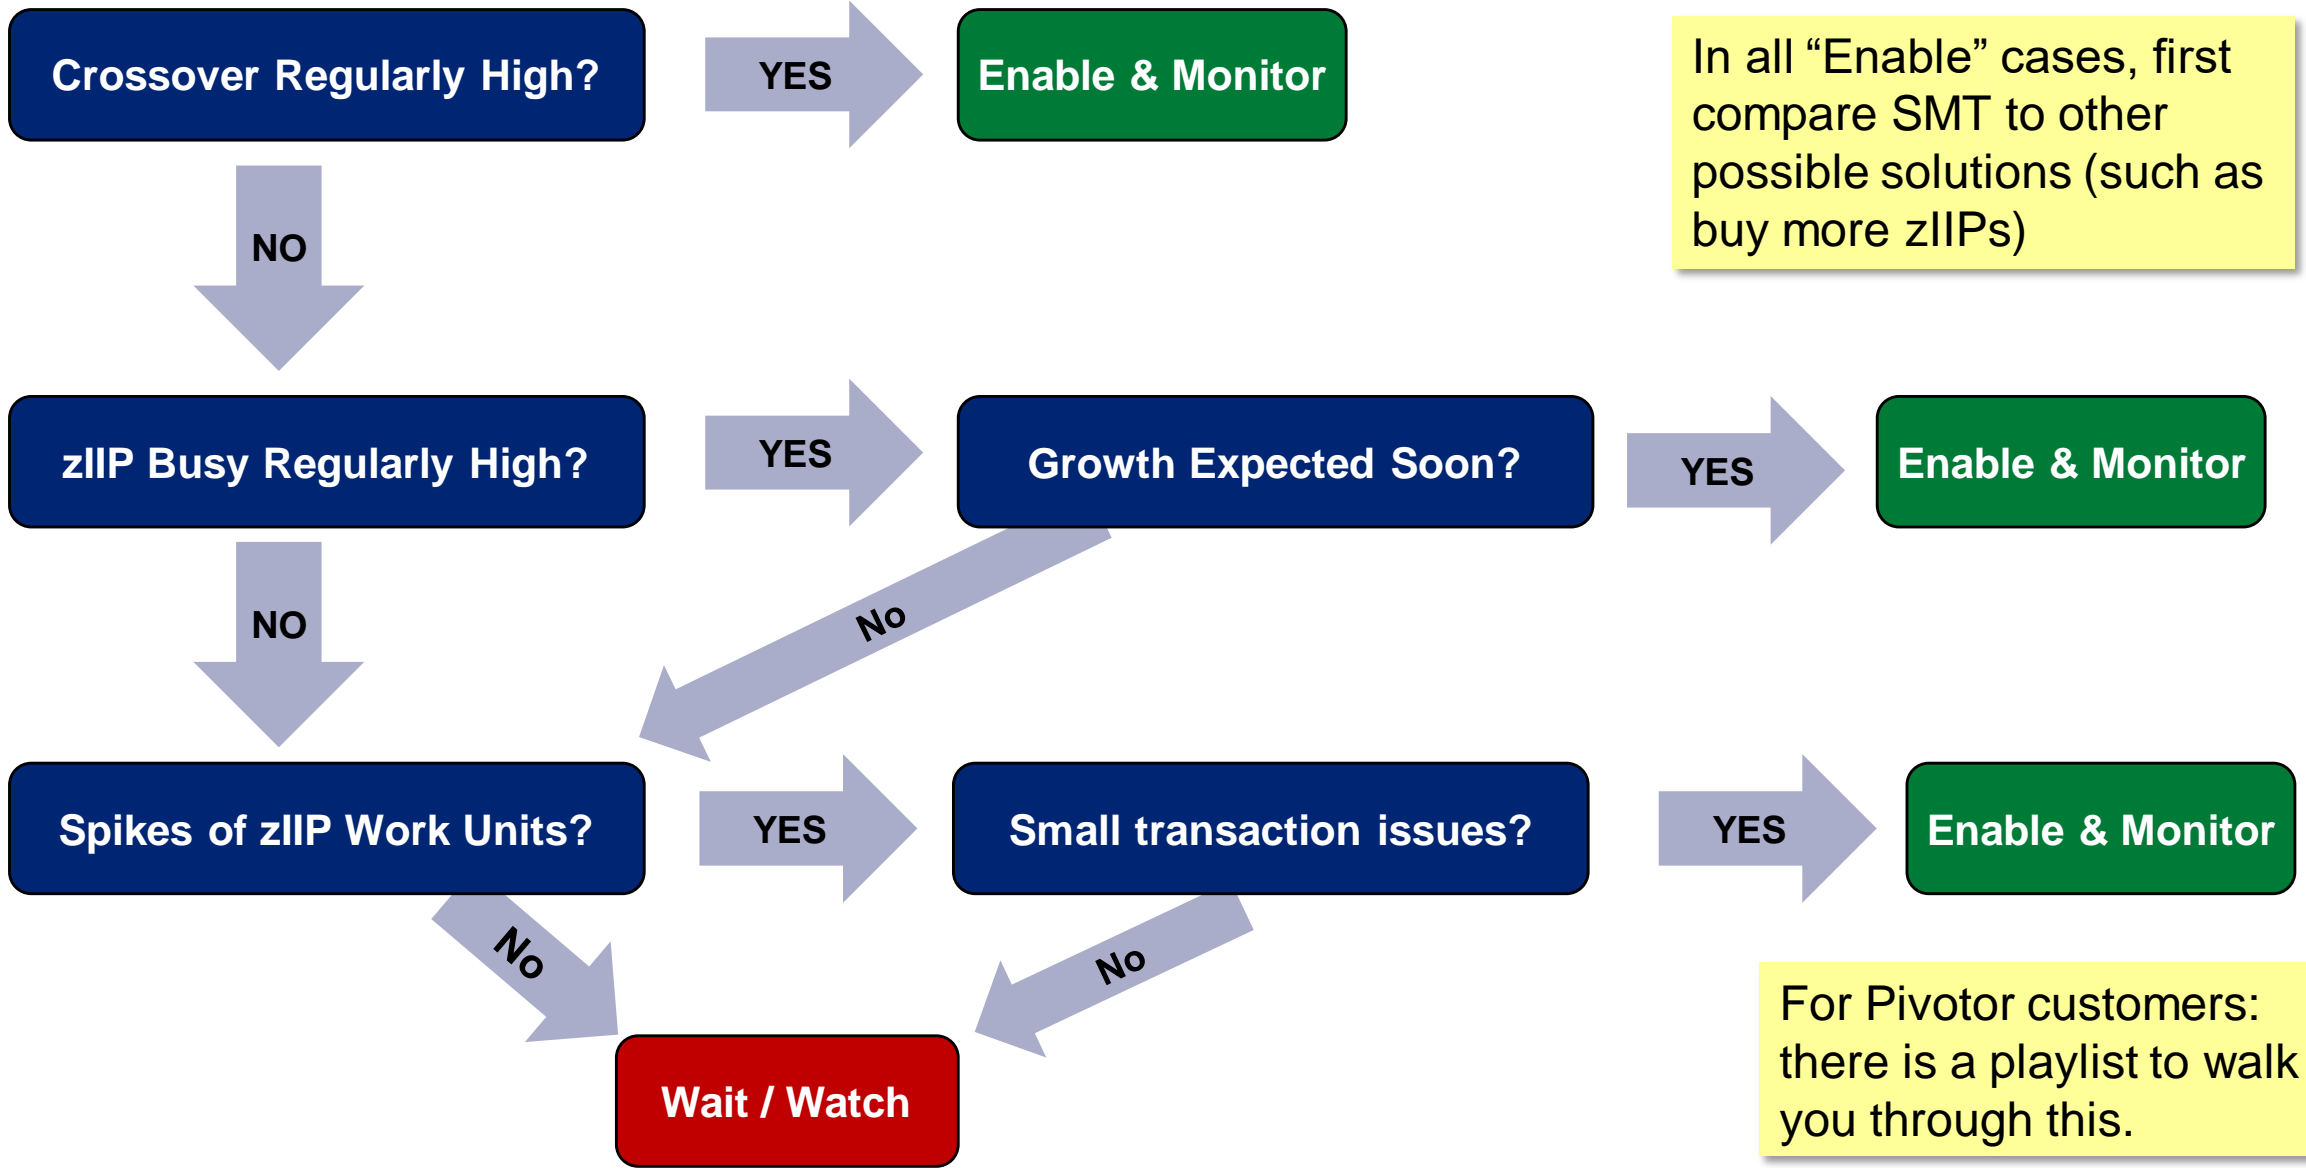 Crossover Regularly High?
YES
Enable & Monitor
In all “Enable” cases, first
compare SMT to other
possible solutions (such as
buy more zIIPs)
NO
zIIP Busy Regularly High?
YES
Growth Expected Soon?
YES
Enable & Monitor
NO
No
Spikes of zIIP Work Units?
YES
Small transaction issues?
YES
Enable & Monitor
No
No
Wait / Watch
For Pivotor customers:
there is a playlist to walk
you through this.